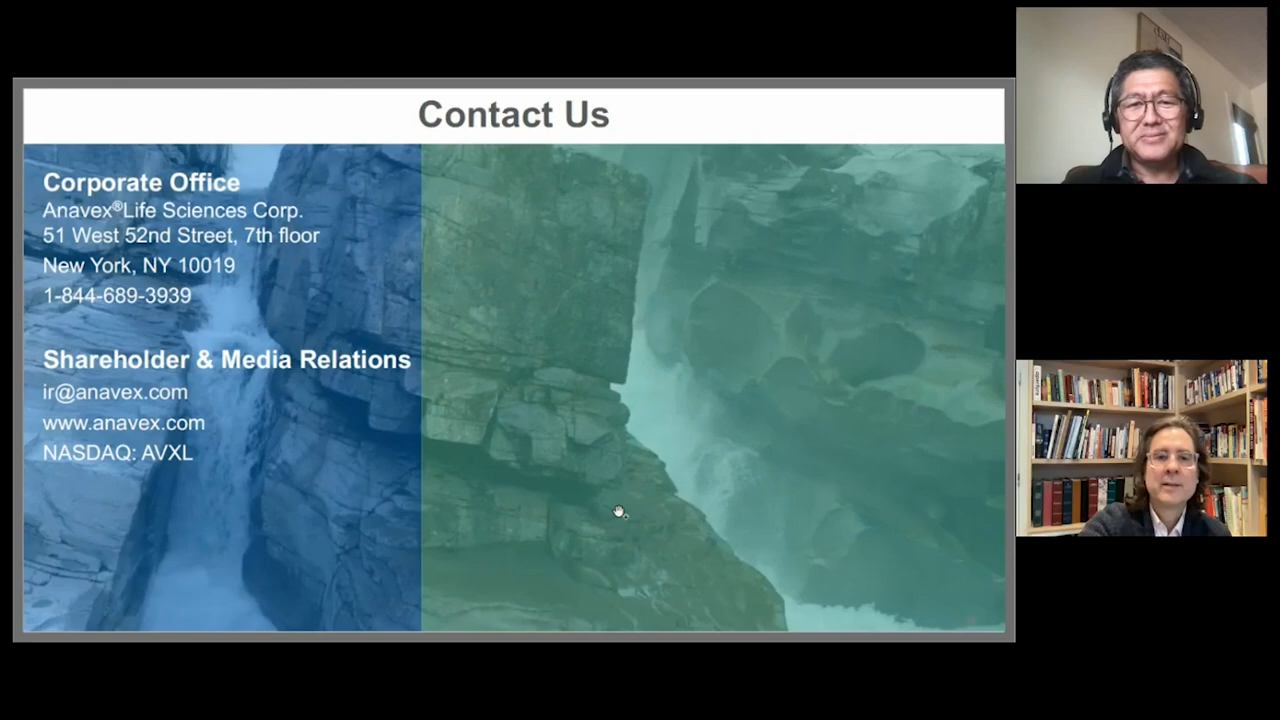 Contact Us
Corporate Office
Anavex®Life Sciences Corp.
51 West 52nd Street, 7th floor
New York, NY 10019
1-844-689-3939
Shareholder & Media Relations
ir@anavex.com
www.anavex.com
NASDAQ: AVXL